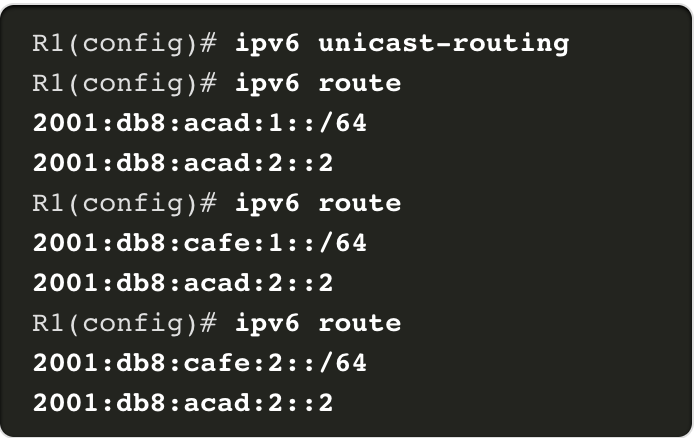 R1(config)# ipv6 unicast-routing
R1(config)# ipv6 route
2001:db8:acad:1::/64
2001:db8:acad:2::2
R1(config)# ipv6 route
2001:db8:cafe:1::/64
2001:db8:acad:2::2
R1(config)# ipv6 route
2001:db8:cafe:2::/64
2001:db8:acad:2::2